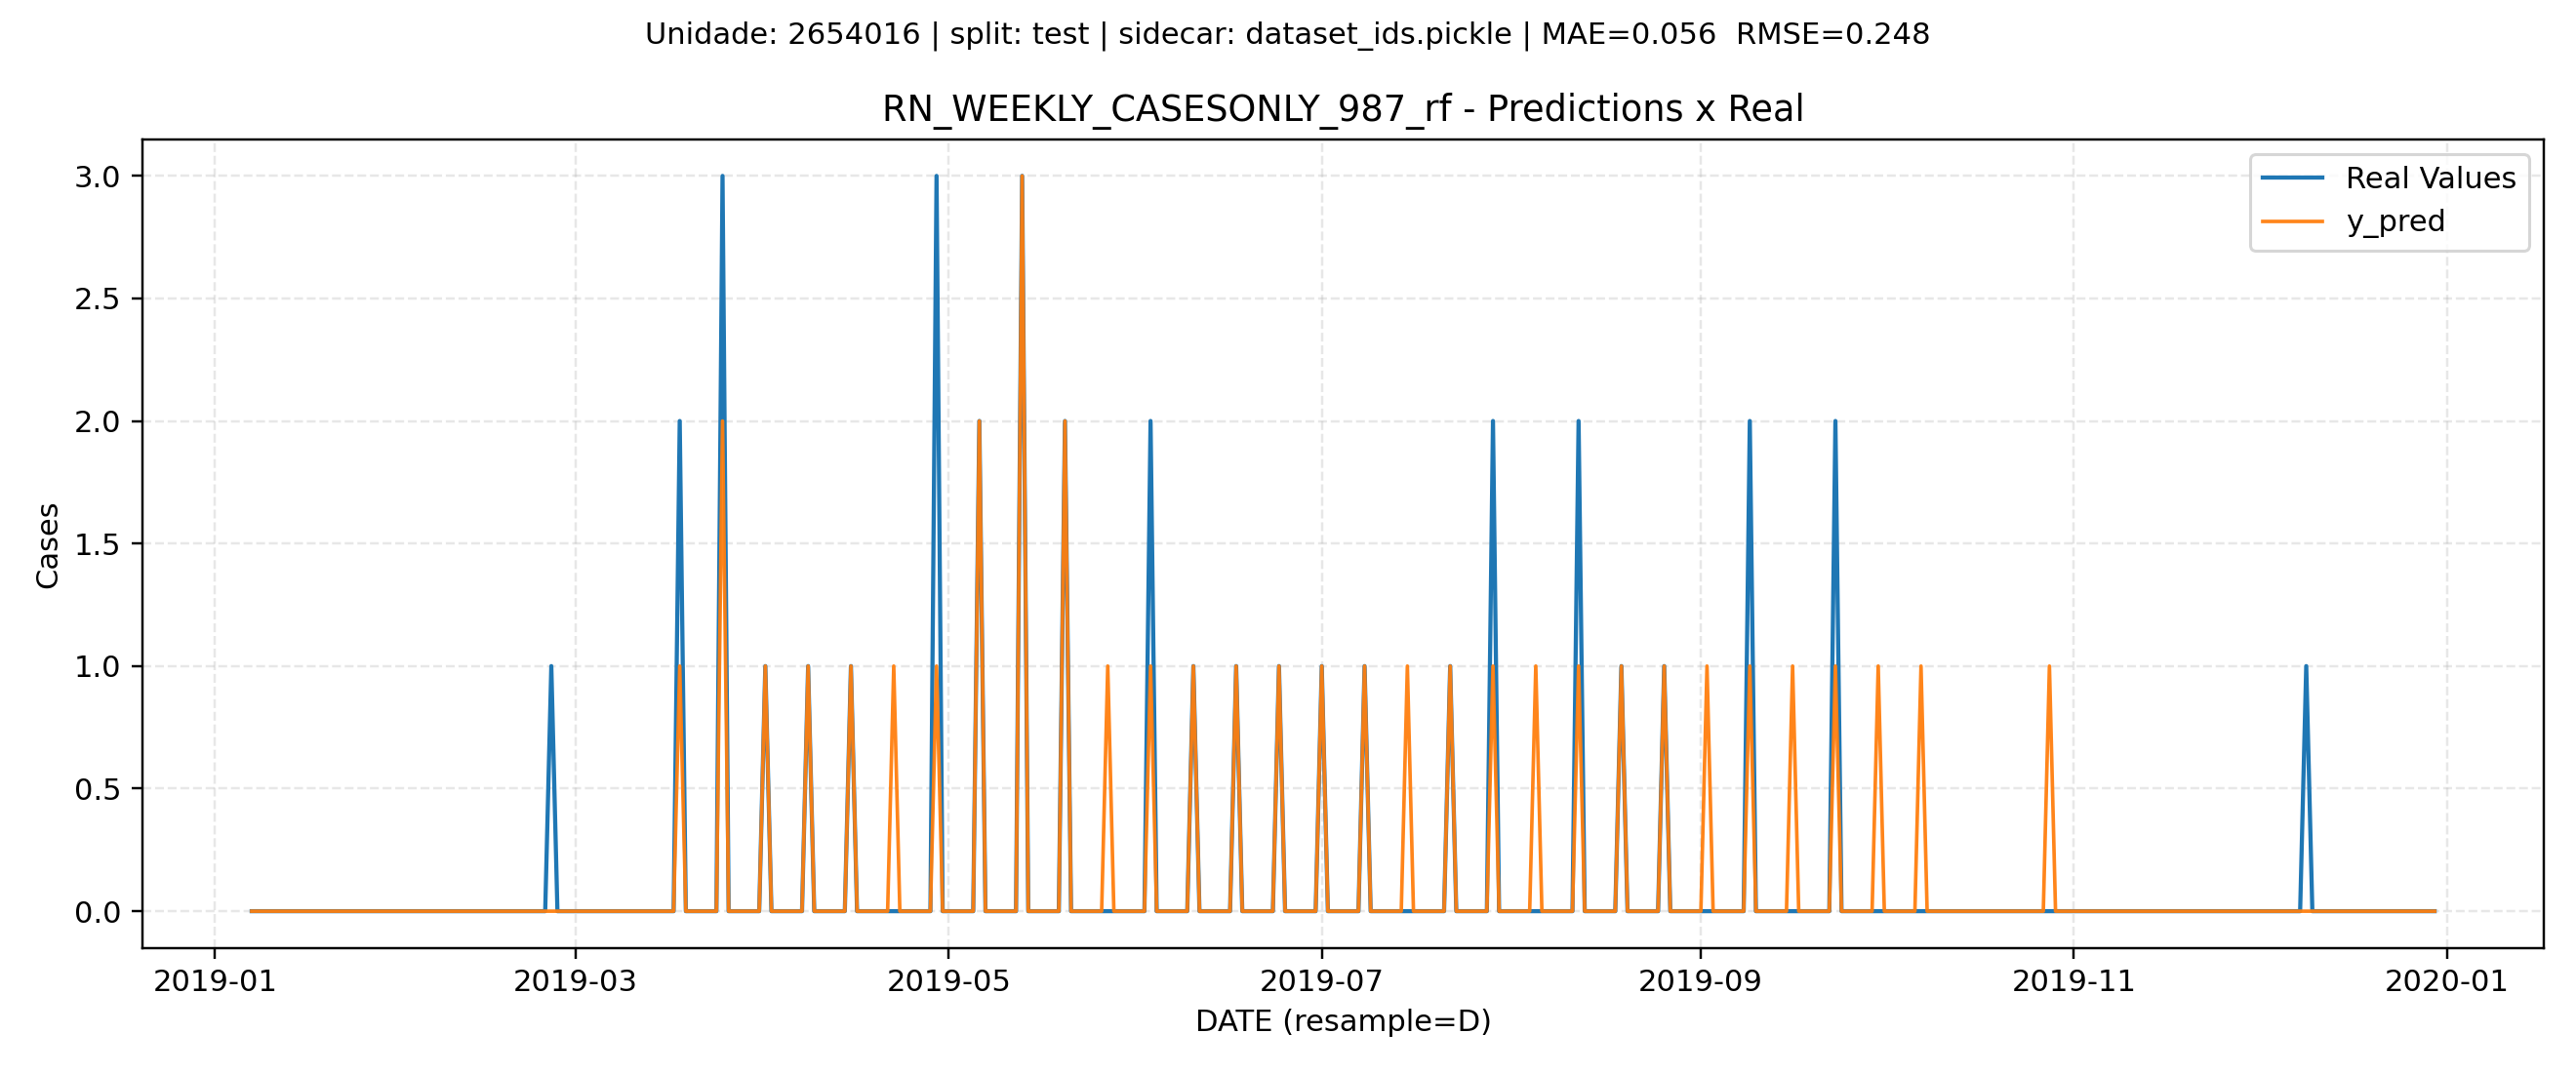 Unidade: 2654016 | split: test | sidecar: dataset_ids.pickle | MAE=0.056  RMSE=0.248
RN_WEEKLY_CASESONLY_987_rf - Predictions x Real
Real Values
y_pred
3.0
2.5
2.0
1.5
1.0
0.5
0.0
Cases
2019-01
2019-03
2019-05
2019-07
2019-09
2019-11
2020-01
DATE (resample=D)